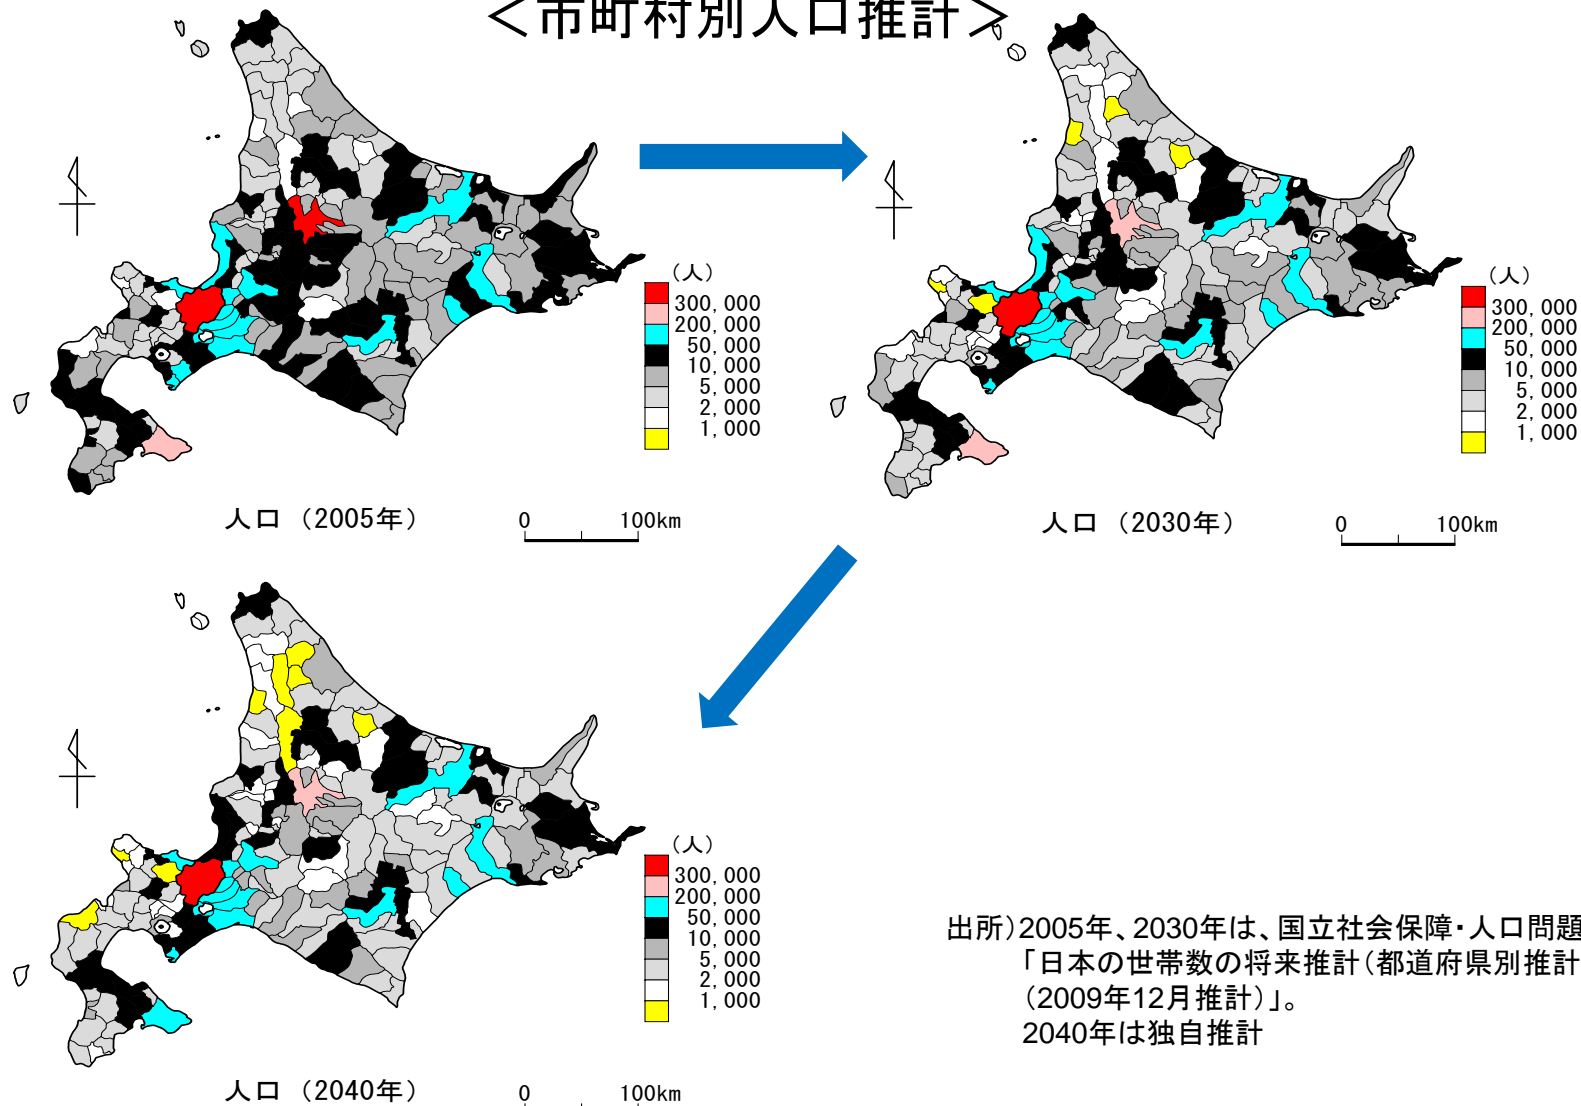 ＜市町村別人口推計＞
(人)
300,000
200,000
50,000
10,000
5,000
2,000
1,000
人口 (2005年)
0 100km
(人)
300,000
200,000
50,000
10,000
5,000
2,000
1,000
人口 (2030年)
0 100km
(人)
300,000
200,000
50,000
10,000
5,000
2,000
1,000
人口 (2040年)
0 100km
出所）2005年、2030年は、国立社会保障・人口問題
「日本の世帯数の将来推計（都道府県別推計
（2009年12月推計）」。
2040年は独自推計